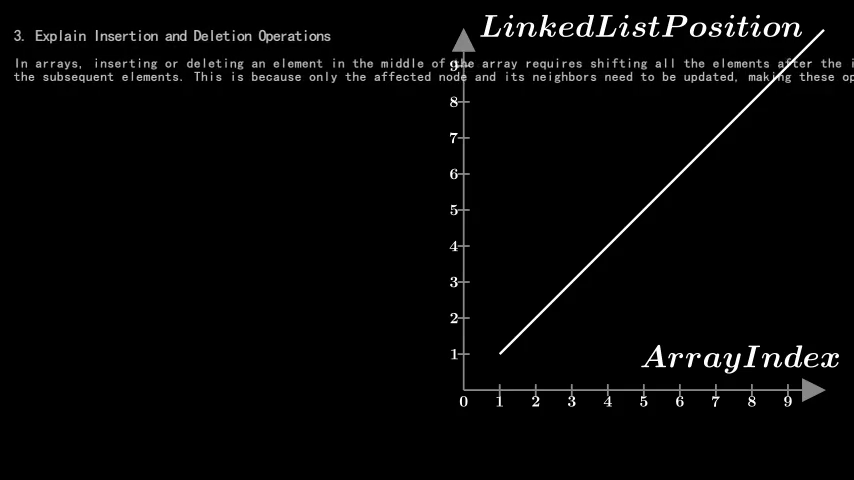 LinkedListPosition
3. Explain Insertion and Deletion Operations
In arrays, inserting or deleting an element in the middle of the array requires shifting all the elements after the
the subsequent elements. This is because only the affected node and its neighbors need to be updated, making these
9
8
7
6
5
4
3
2
1
ArrayIndex
0 1 2 3 4 5 6 7 8 9